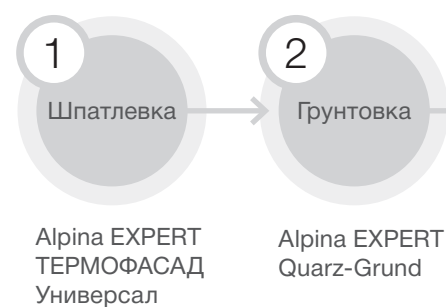 1
Шпатлевка
Alpina EXPERT
ТЕРМОФАСАД
Универсал
2
Грунтовка
Alpina EXPERT
Quarz-Grund